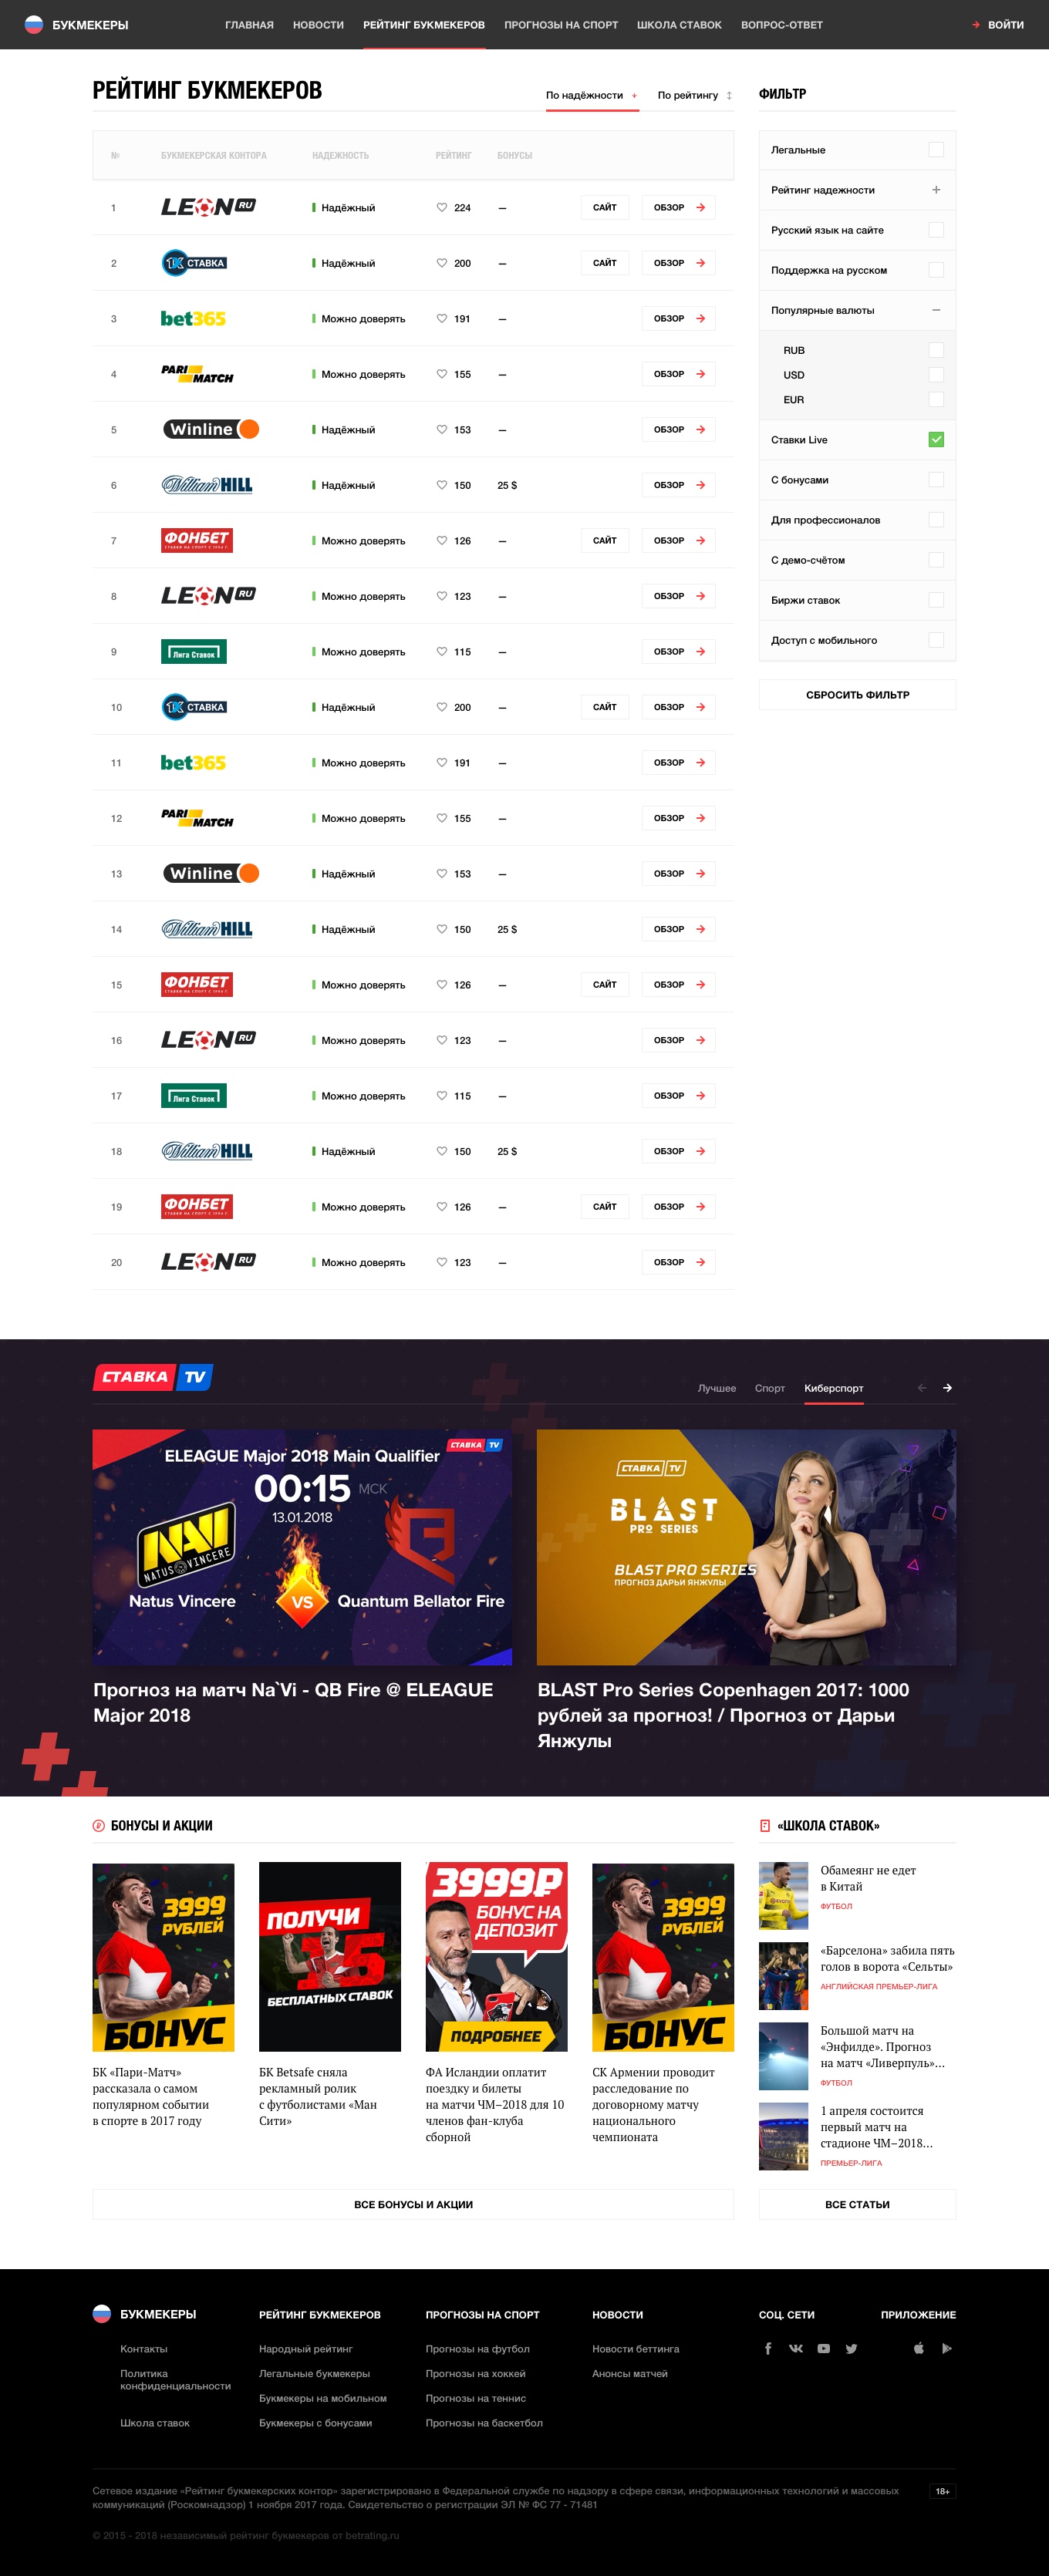 БУКМЕКЕРЫ
ГЛАВНАЯ НОВОСТИ РЕЙТИНГ БУКМЕКЕРОВ ПРОГНОЗЫ НА СПОРТ ШКОЛА СТАВОК ВОПРОС-ОТВЕТ
ВОЙТИ
РЕЙТИНГ БУКМЕКЕРОВ
По надёжности + По рейтингу
№ БУКМЕКЕРСКАЯ КОНТОРА НАДЕЖНОСТЬ РЕЙТИНГ БОНУСЫ
1 LEON RU Надёжный 224 — САЙТ ОБЗОР
2 1X СТАВКА Надёжный 200 — САЙТ ОБЗОР
3 bet365 Можно доверять 191 — ОБЗОР
4 PARI MATCH Можно доверять 155 — ОБЗОР
5 Winline Надёжный 153 — ОБЗОР
6 William HILL Надёжный 150 25 $ ОБЗОР
7 ФОНБЕТ СТАВКИ НА СПОРТ С 1994 Г. Можно доверять 126 — САЙТ ОБЗОР
8 LEON RU Можно доверять 123 — ОБЗОР
9 Лига Ставок Можно доверять 115 — ОБЗОР
10 1X СТАВКА Надёжный 200 — САЙТ ОБЗОР
11 bet365 Можно доверять 191 — ОБЗОР
12 PARI MATCH Можно доверять 155 — ОБЗОР
13 Winline Надёжный 153 — ОБЗОР
14 William HILL Надёжный 150 25 $ ОБЗОР
15 ФОНБЕТ СТАВКИ НА СПОРТ С 1994 Г. Можно доверять 126 — САЙТ ОБЗОР
16 LEON RU Можно доверять 123 — ОБЗОР
17 Лига Ставок Можно доверять 115 — ОБЗОР
18 William HILL Надёжный 150 25 $ ОБЗОР
19 ФОНБЕТ СТАВКИ НА СПОРТ С 1994 Г. Можно доверять 126 — САЙТ ОБЗОР
20 LEON RU Можно доверять 123 — ОБЗОР
ФИЛЬТР
Легальные
Рейтинг надежности +
Русский язык на сайте
Поддержка на русском
Популярные валюты –
RUB
USD
EUR
Ставки Live
С бонусами
Для профессионалов
С демо-счётом
Биржи ставок
Доступ с мобильного
СБРОСИТЬ ФИЛЬТР
СТАВКА TV
Лучшее Спорт Киберспорт
СТАВКА TV
ELEAGUE Major 2018 Main Qualifier
00:15 МСК
13.01.2018
NAVI
NATUS VINCERE
Natus Vincere VS Quantum Bellator Fire
Прогноз на матч Na`Vi - QB Fire @ ELEAGUE
Major 2018
СТАВКА TV
BLAST
PRO SERIES
BLAST PRO SERIES
ПРОГНОЗ ДАРЬИ ЯНЖУЛЫ
BLAST Pro Series Copenhagen 2017: 1000
рублей за прогноз! / Прогноз от Дарьи
Янжулы
БОНУСЫ И АКЦИИ
3999
РУБЛЕЙ
БОНУС
БК «Пари-Матч»
рассказала о самом
популярном событии
в спорте в 2017 году
ПОЛУЧИ
35
БЕСПЛАТНЫХ СТАВОК
БК Betsafe сняла
рекламный ролик
с футболистами «Ман
Сити»
3999₽
БОНУС НА
ДЕПОЗИТ
ПОДРОБНЕЕ
ФА Исландии оплатит
поездку и билеты
на матчи ЧМ–2018 для 10
членов фан-клуба
сборной
3999
РУБЛЕЙ
БОНУС
СК Армении проводит
расследование по
договорному матчу
национального
чемпионата
ВСЕ БОНУСЫ И АКЦИИ
«ШКОЛА СТАВОК»
Обамеянг не едет
в Китай
ФУТБОЛ
«Барселона» забила пять
голов в ворота «Сельты»
АНГЛИЙСКАЯ ПРЕМЬЕР-ЛИГА
Большой матч на
«Энфилде». Прогноз
на матч «Ливерпуль»...
ФУТБОЛ
1 апреля состоится
первый матч на
стадионе ЧМ–2018...
ПРЕМЬЕР-ЛИГА
ВСЕ СТАТЬИ
БУКМЕКЕРЫ
Контакты
Политика
конфиденциальности
Школа ставок
РЕЙТИНГ БУКМЕКЕРОВ
Народный рейтинг
Легальные букмекеры
Букмекеры на мобильном
Букмекеры с бонусами
ПРОГНОЗЫ НА СПОРТ
Прогнозы на футбол
Прогнозы на хоккей
Прогнозы на теннис
Прогнозы на баскетбол
НОВОСТИ
Новости беттинга
Анонсы матчей
СОЦ. СЕТИ
ПРИЛОЖЕНИЕ
Сетевое издание «Рейтинг букмекерских контор» зарегистрировано в Федеральной службе по надзору в сфере связи, информационных технологий и массовых
коммуникаций (Роскомнадзор) 1 ноября 2017 года. Свидетельство о регистрации ЭЛ № ФС 77 - 71481
18+
© 2015 - 2018 независимый рейтинг букмекеров от betrating.ru